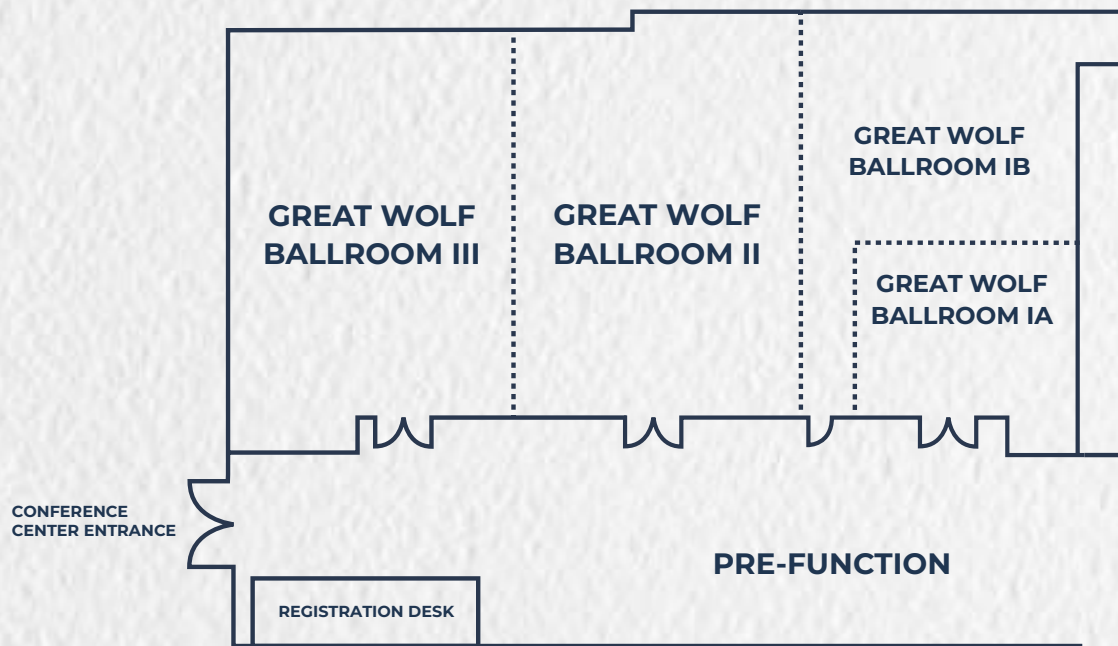 GREAT WOLF
BALLROOM III
GREAT WOLF
BALLROOM II
GREAT WOLF
BALLROOM IB
GREAT WOLF
BALLROOM IA
CONFERENCE
CENTER ENTRANCE
PRE-FUNCTION
REGISTRATION DESK